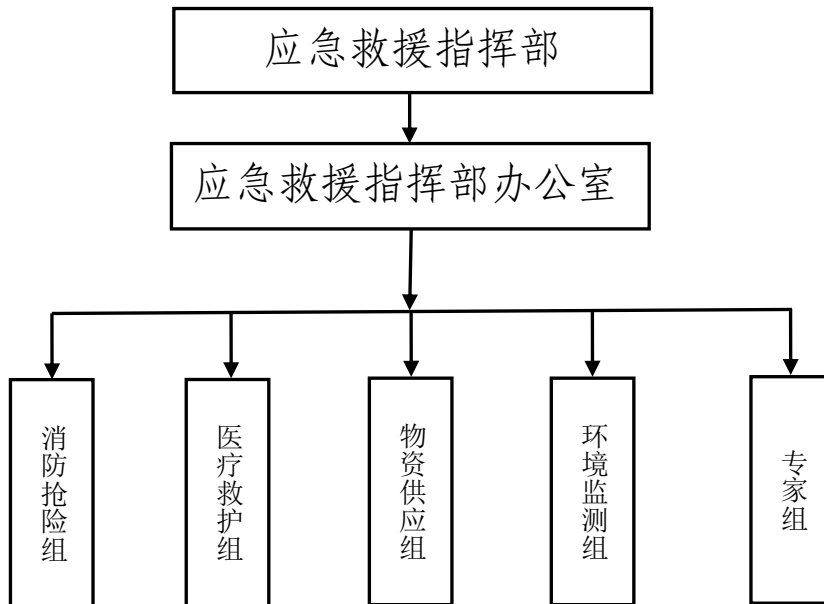 应急救援指挥部
应急救援指挥部办公室
消防抢险组
医疗救护组
物资供应组
环境监测组
专家组